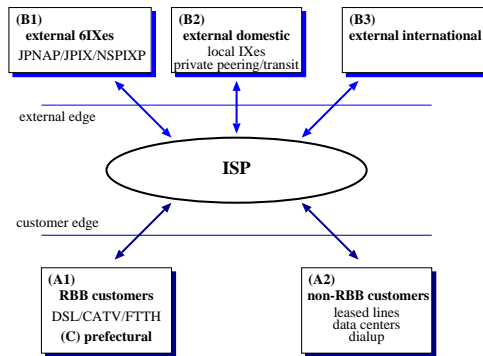 (B1)
external 6IXes
JPNAP/JPIX/NSPIXP
(B2)
external domestic
local IXes
private peering/transit
(B3)
external international
external edge
ISP
customer edge
(A1)
RBB customers
DSL/CATV/FTTH
(C) prefectural
(A2)
non-RBB customers
leased lines
data centers
dialup